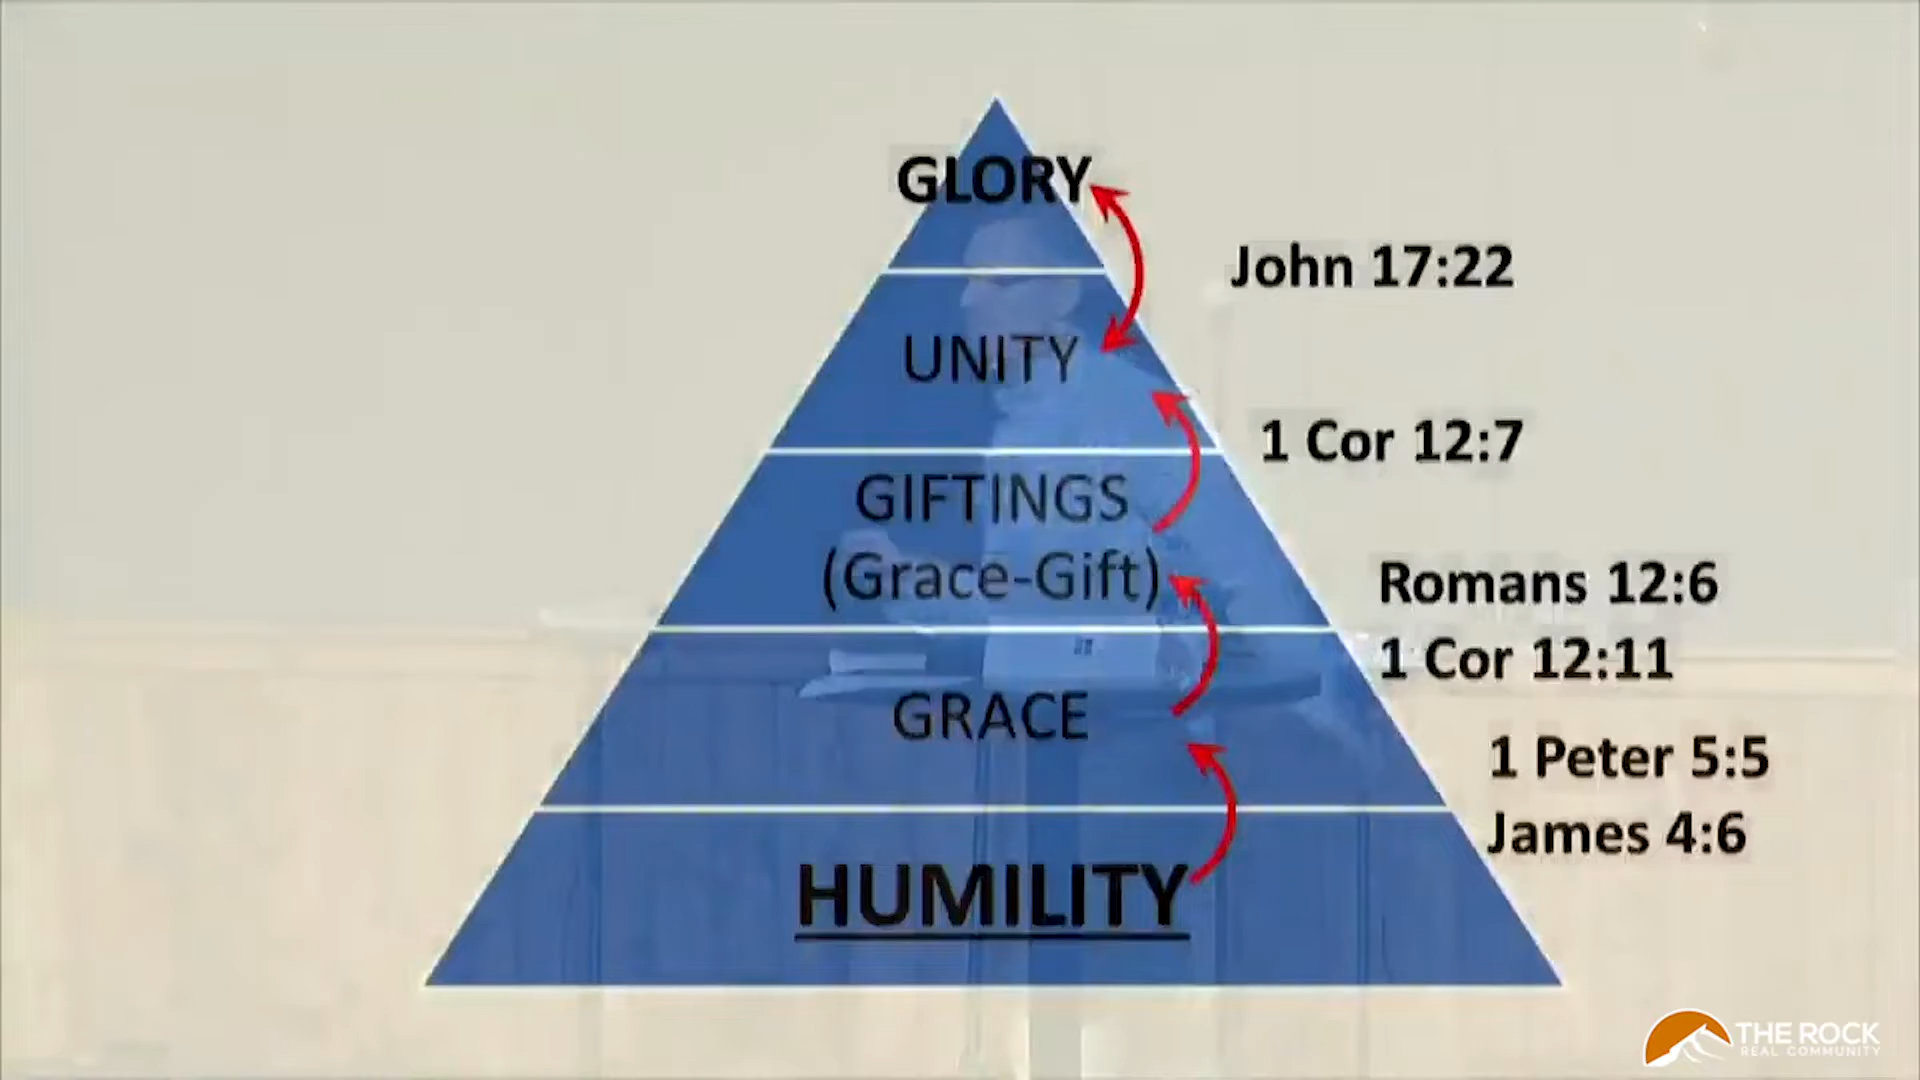 GLORY
John 17:22
UNITY
1 Cor 12:7
GIFTINGS
(Grace-Gift)
Romans 12:6
1 Cor 12:11
GRACE
1 Peter 5:5
James 4:6
HUMILITY
THE ROCK
REAL COMMUNITY